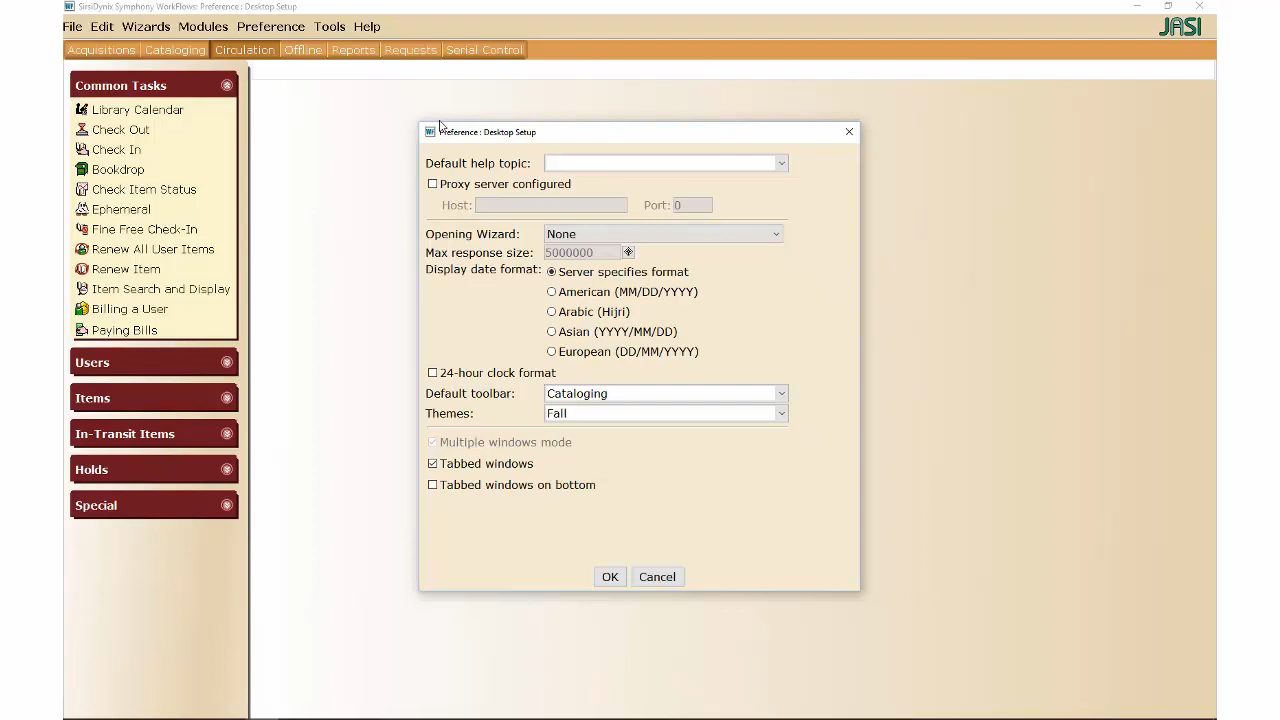 SirsiDynix Symphony WorkFlows: Preference : Desktop Setup
File Edit Wizards Modules Preference Tools Help
JASI
Acquisitions Cataloging Circulation Offline Reports Requests Serial Control
Common Tasks
Library Calendar
Check Out
Check In
Bookdrop
Check Item Status
Ephemeral
Fine Free Check-In
Renew All User Items
Renew Item
Item Search and Display
Billing a User
Paying Bills
Users
Items
In-Transit Items
Holds
Special
Preference : Desktop Setup
Default help topic:
Proxy server configured
Host: Port: 0
Opening Wizard: None
Max response size: 5000000
Display date format: Server specifies format
American (MM/DD/YYYY)
Arabic (Hijri)
Asian (YYYY/MM/DD)
European (DD/MM/YYYY)
24-hour clock format
Default toolbar: Cataloging
Themes: Fall
Multiple windows mode
Tabbed windows
Tabbed windows on bottom
OK Cancel